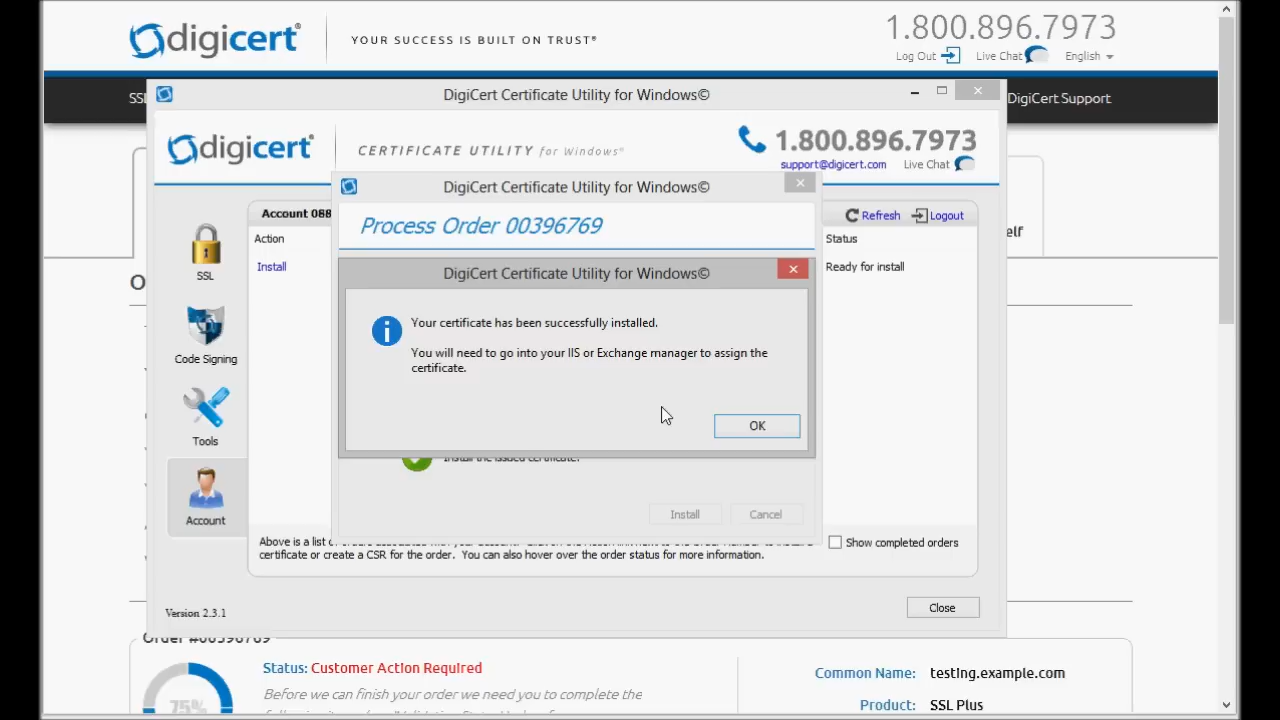 digicert®
YOUR SUCCESS IS BUILT ON TRUST®
1.800.896.7973
Log Out
Live Chat
English
DigiCert Support
DigiCert Certificate Utility for Windows©
digicert®
CERTIFICATE UTILITY for Windows®
1.800.896.7973
support@digicert.com
Live Chat
DigiCert Certificate Utility for Windows©
Process Order 00396769
Account 088
Refresh
Logout
Action
Status
Install
Ready for install
DigiCert Certificate Utility for Windows©
Your certificate has been successfully installed.
You will need to go into your IIS or Exchange manager to assign the
certificate.
OK
Install the issued certificate.
Install
Cancel
SSL
Code Signing
Tools
Account
Above is a list
certificate or create a CSR for the order. You can also hover over the order status for more information.
Show completed orders
Version 2.3.1
Close
Order #00396769
75%
Status: Customer Action Required
Before we can finish your order we need you to complete the
Common Name: testing.example.com
Product: SSL Plus